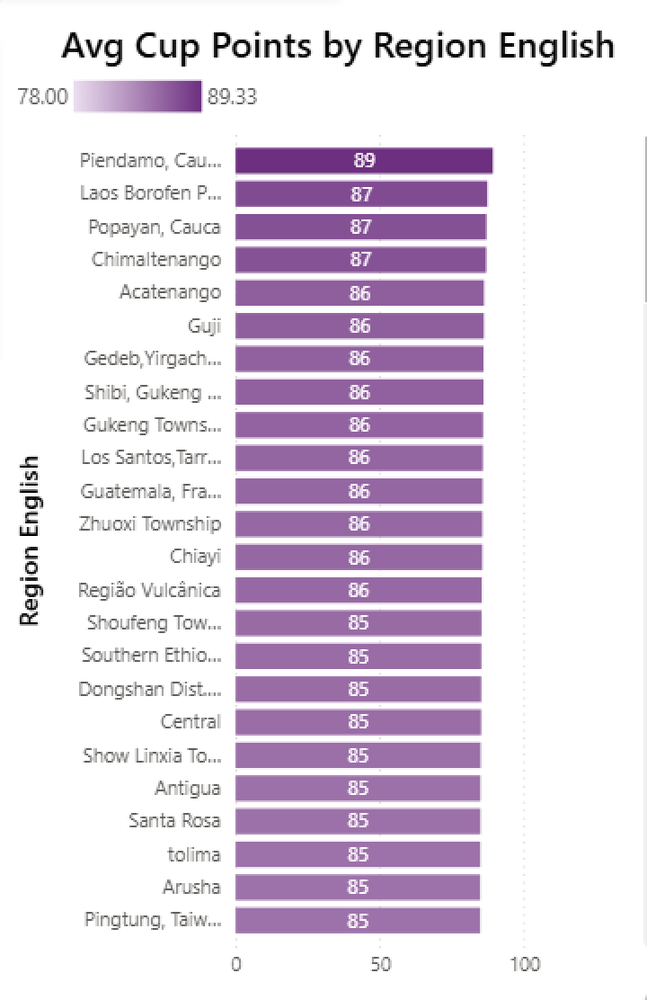 Avg Cup Points by Region English
78.00 89.33
Region English
Piendamo, Cau... 89
Laos Borofen P... 87
Popayan, Cauca 87
Chimaltenango 87
Acatenango 86
Guji 86
Gedeb,Yirgach... 86
Shibi, Gukeng ... 86
Gukeng Towns... 86
Los Santos,Tarr... 86
Guatemala, Fra... 86
Zhuoxi Township 86
Chiayi 86
Região Vulcânica 86
Shoufeng Tow... 85
Southern Ethio... 85
Dongshan Dist.... 85
Central 85
Show Linxia To... 85
Antigua 85
Santa Rosa 85
tolima 85
Arusha 85
Pingtung, Taiw... 85
0 50 100